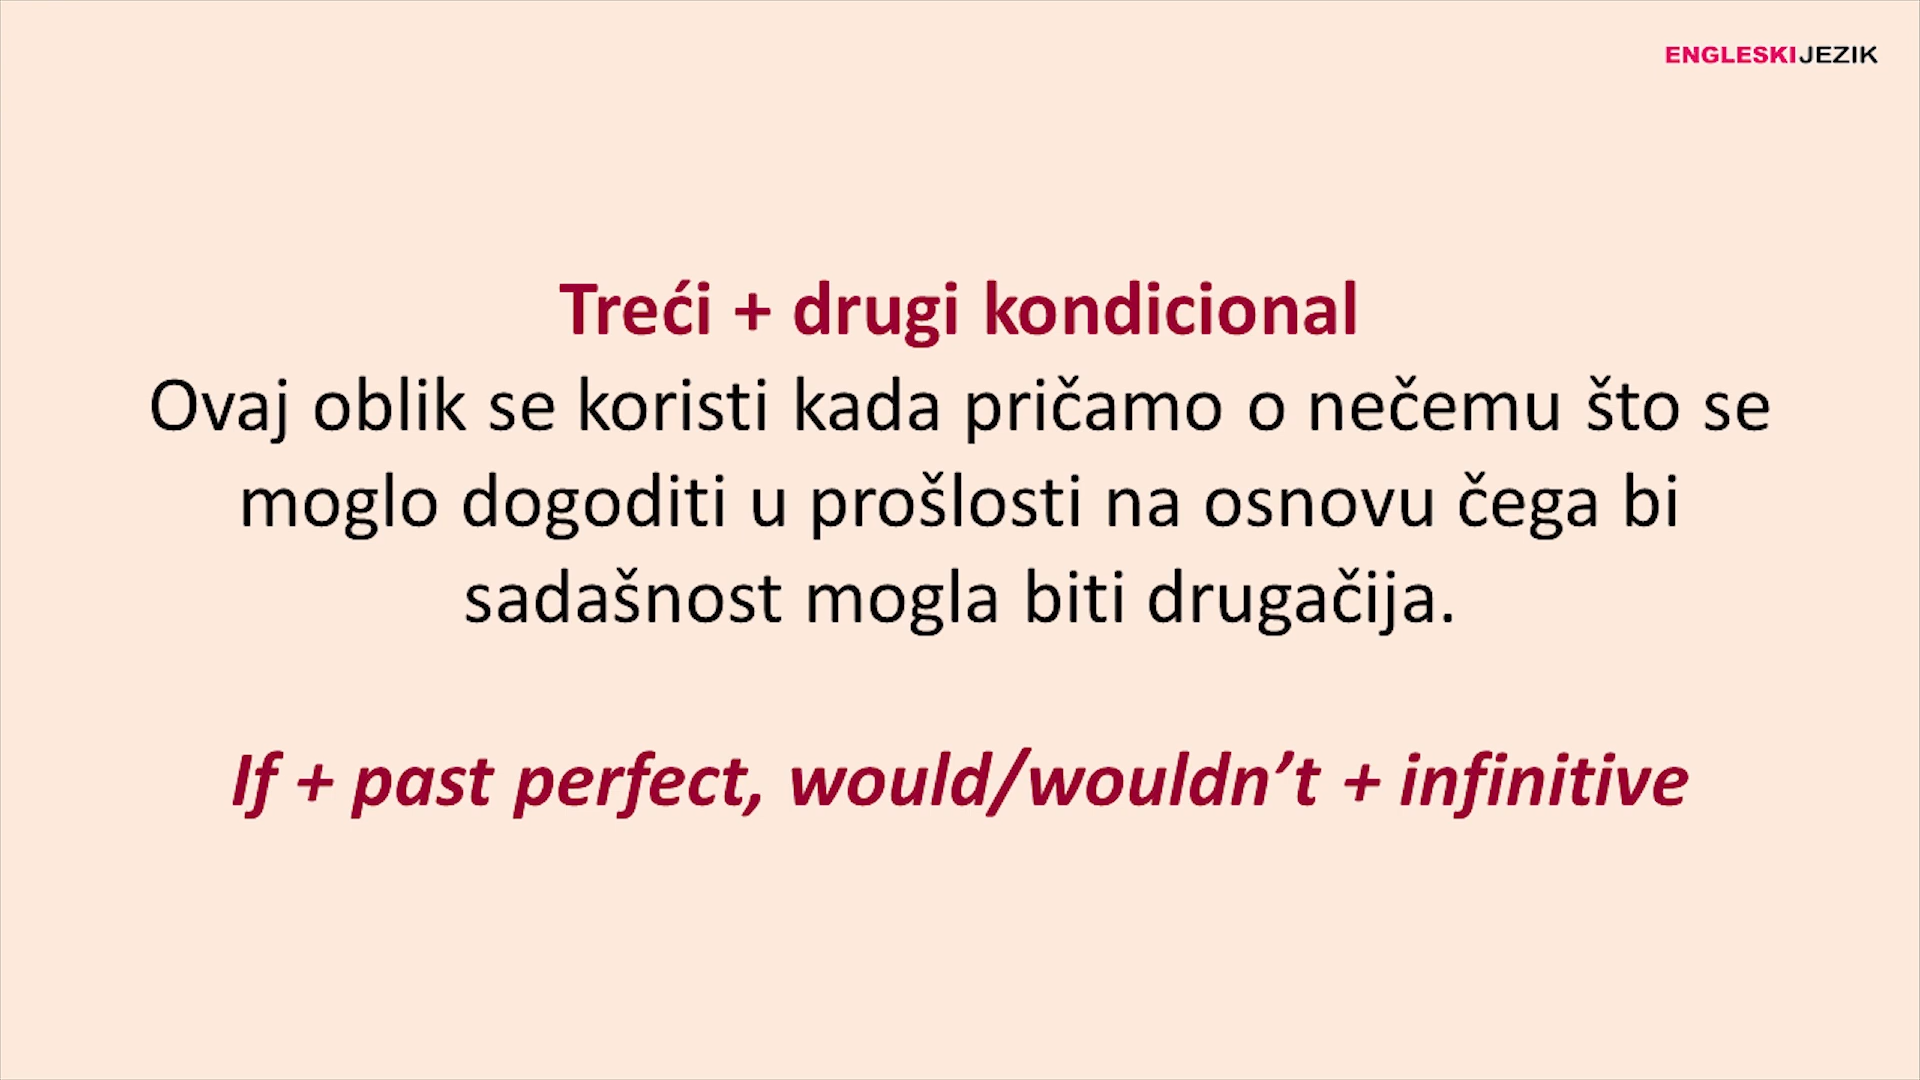 ENGLESKIJEZIK
Treći + drugi kondicional
Ovaj oblik se koristi kada pričamo o nečemu što se
moglo dogoditi u prošlosti na osnovu čega bi
sadašnost mogla biti drugačija.
If + past perfect, would/wouldn’t + infinitive